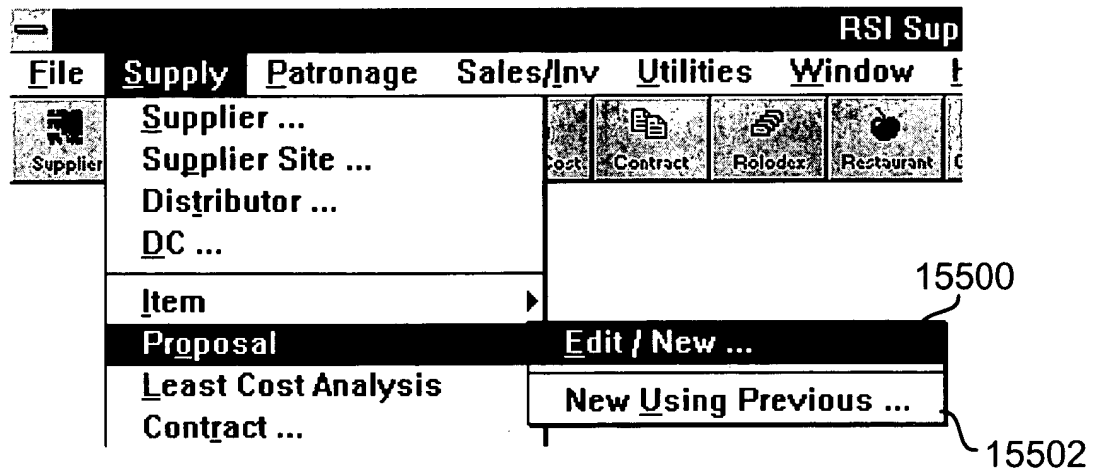 RSI Sup
File Supply Patronage Sales/Inv Utilities Window
Supplier Cost Contract Rolodex Restaurant
Supplier ...
Supplier Site ...
Distributor ...
DC ...
Item
15500
Proposal Edit / New ...
Least Cost Analysis
New Using Previous ...
Contract ...
15502